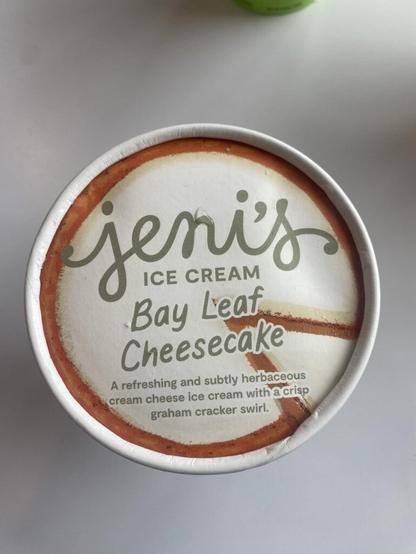 jeni's
ICE CREAM
Bay Leaf
Cheesecake
A refreshing and subtly herbaceous
cream cheese ice cream with a crisp
graham cracker swirl.